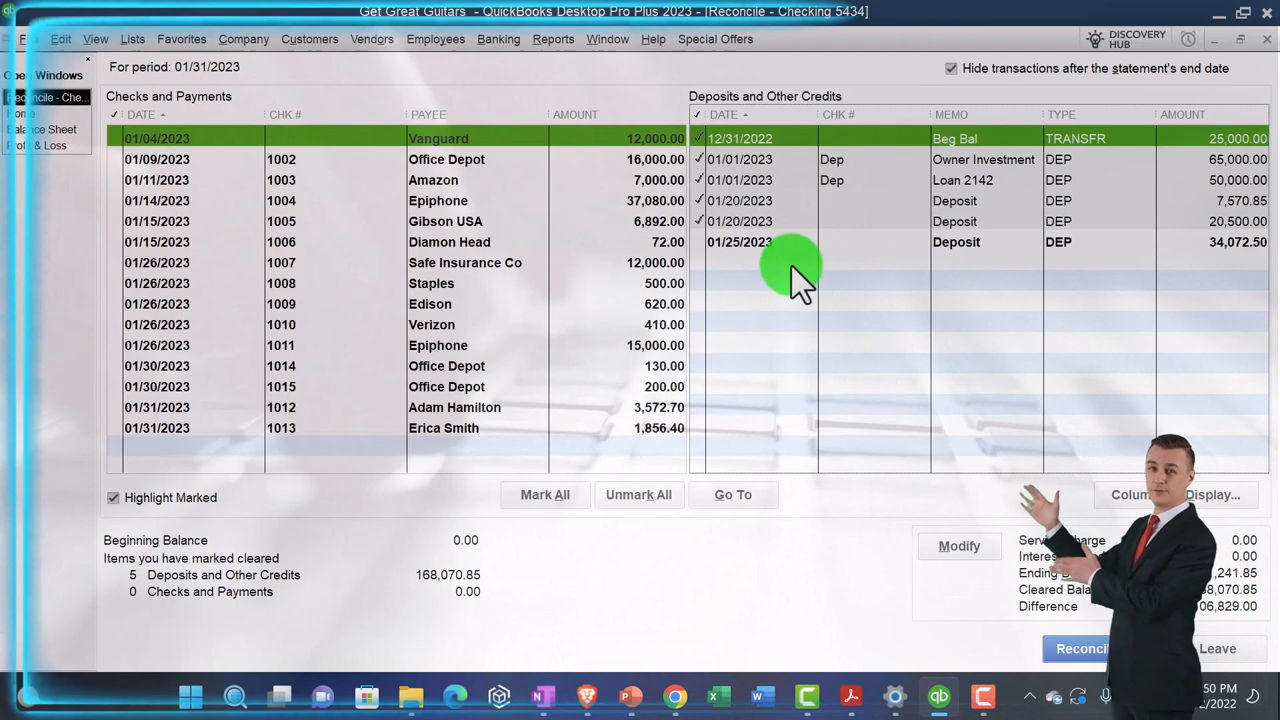 Get Great Guitars - QuickBooks Desktop Pro Plus 2023 - [Reconcile - Checking 5434]
File Edit View Lists Favorites Company Customers Vendors Employees Banking Reports Window Help Special Offers
DISCOVERY HUB
Open Windows
Reconcile - Che...
Home
Balance Sheet
Profit & Loss
For period: 01/31/2023
Hide transactions after the statement's end date
Checks and Payments
DATE CHK # PAYEE AMOUNT
01/04/2023 Vanguard 12,000.00
01/09/2023 1002 Office Depot 16,000.00
01/11/2023 1003 Amazon 7,000.00
01/14/2023 1004 Epiphone 37,080.00
01/15/2023 1005 Gibson USA 6,892.00
01/15/2023 1006 Diamon Head 72.00
01/26/2023 1007 Safe Insurance Co 12,000.00
01/26/2023 1008 Staples 500.00
01/26/2023 1009 Edison 620.00
01/26/2023 1010 Verizon 410.00
01/26/2023 1011 Epiphone 15,000.00
01/30/2023 1014 Office Depot 130.00
01/30/2023 1015 Office Depot 200.00
01/31/2023 1012 Adam Hamilton 3,572.70
01/31/2023 1013 Erica Smith 1,856.40
Deposits and Other Credits
DATE CHK # MEMO TYPE AMOUNT
12/31/2022 Beg Bal TRANSFR 25,000.00
01/01/2023 Dep Owner Investment DEP 65,000.00
01/01/2023 Dep Loan 2142 DEP 50,000.00
01/20/2023 Deposit DEP 7,570.85
01/20/2023 Deposit DEP 20,500.00
01/25/2023 Deposit DEP 34,072.50
Highlight Marked
Mark All Unmark All Go To
Display...
Beginning Balance 0.00
Items you have marked cleared
5 Deposits and Other Credits 168,070.85
0 Checks and Payments 0.00
Modify
0.00
0.00
Ending
Cleared
Difference
Leave